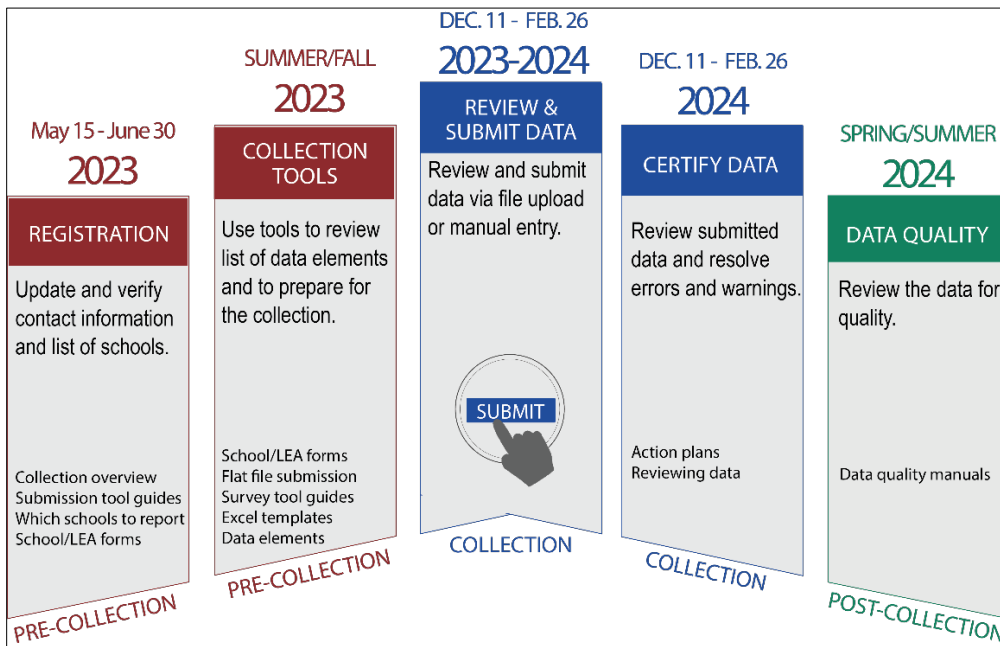 May 15 - June 30
2023
REGISTRATION
Update and verify
contact information
and list of schools.
Collection overview
Submission tool guides
Which schools to report
School/LEA forms
PRE-COLLECTION
SUMMER/FALL
2023
COLLECTION
TOOLS
Use tools to review
list of data elements
and to prepare for
the collection.
School/LEA forms
Flat file submission
Survey tool guides
Excel templates
Data elements
PRE-COLLECTION
DEC. 11 - FEB. 26
2023-2024
REVIEW &
SUBMIT DATA
Review and submit
data via file upload
or manual entry.
SUBMIT
COLLECTION
DEC. 11 - FEB. 26
2024
CERTIFY DATA
Review submitted
data and resolve
errors and warnings.
Action plans
Reviewing data
COLLECTION
SPRING/SUMMER
2024
DATA QUALITY
Review the data for
quality.
Data quality manuals
POST-COLLECTION